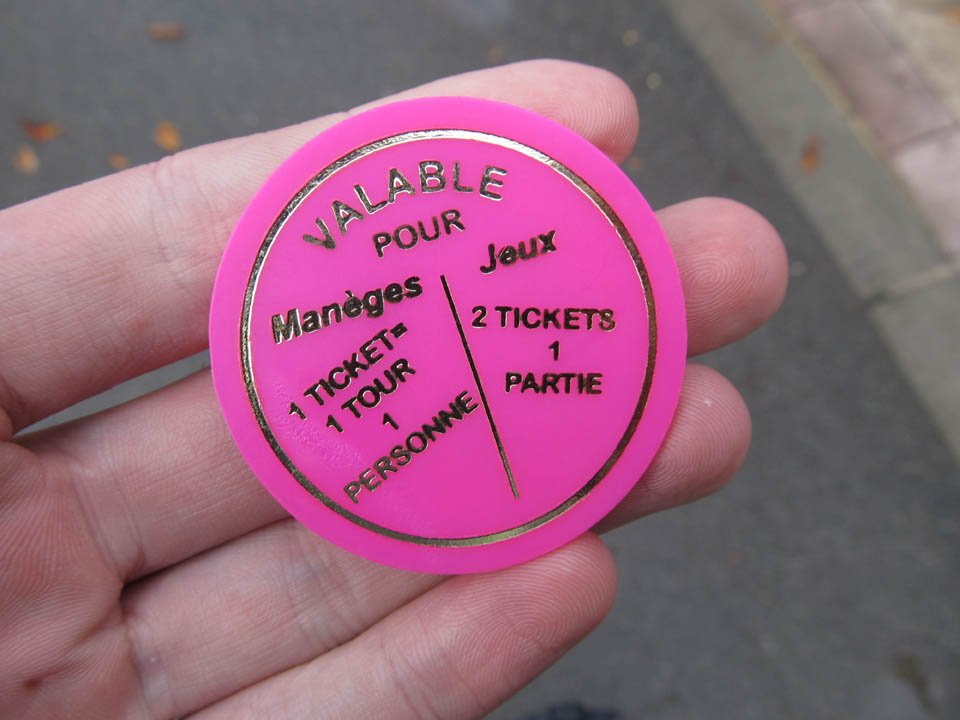 VALABLE
POUR
Manèges
1 TICKET=
1 TOUR
1
PERSONNE
Jeux
2 TICKETS
1
PARTIE